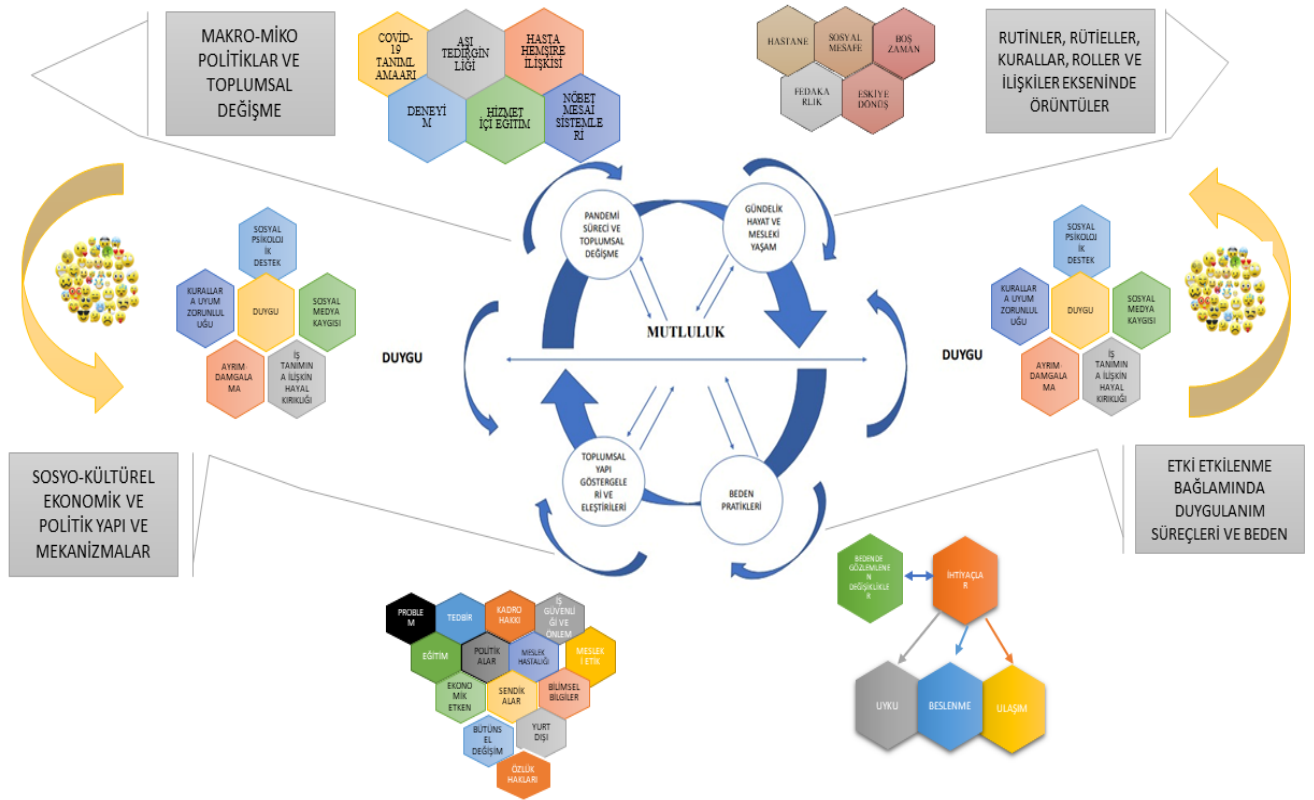 MAKRO-MİKO
POLİTİKLAR VE
TOPLUMSAL
DEĞİŞME
COVİD-
19
TANIML
AMAARI
AŞI
TEDİRGİN
LİĞİ
HASTA
HEMŞİRE
İLİŞKİSİ
DENEYİ
M
HİZMET
İÇİ EĞİTİM
NÖBET
MESAİ
SİSTEMLE
Rİ
HASTANE
SOSYAL
MESAFE
BOŞ
ZAMAN
FEDAKA
RLIK
ESKİYE
DÖNÜŞ
RUTİNLER, RÜTİELLER,
KURALLAR, ROLLER VE
İLİŞKİLER EKSENİNDE
ÖRÜNTÜLER
SOSYAL
PSİKOLOJ
İK
DESTEK
KURALLAR
A UYUM
ZORUNLUL
UĞU
DUYGU
SOSYAL
MEDYA
KAYGISI
AYRIM-
DAMGALA
MA
İŞ
TANIMIN
A İLİŞKİN
HAYAL
KIRIKLIĞI
DUYGU
PANDEMİ
SÜRECİ VE
TOPLUMSAL
DEĞİŞME
GÜNDELİK
HAYAT VE
MESLEKİ
YAŞAM
MUTLULUK
TOPLUMSAL
YAPI
GÖSTERGELE
Rİ VE
ELEŞTİRİLERİ
BEDEN
PRATİKLERİ
DUYGU
SOSYAL
PSİKOLOJ
İK
DESTEK
KURALLAR
A UYUM
ZORUNLUL
UĞU
DUYGU
SOSYAL
MEDYA
KAYGISI
AYRIM-
DAMGALA
MA
İŞ
TANIMIN
A İLİŞKİN
HAYAL
KIRIKLIĞI
SOSYO-KÜLTÜREL
EKONOMİK VE
POLİTİK YAPI VE
MEKANİZMALAR
ETKİ ETKİLENME
BAĞLAMINDA
DUYGULANIM
SÜREÇLERİ VE BEDEN
PROBLE
M
TEDBİR
KADRO
HAKKI
İŞ
GÜVENLİ
Ğİ VE
ÖNLEM
EĞİTİM
POLİTİK
ALAR
MESLEK
HASTALIĞI
MESLEK
İ ETİK
EKONO
MİK
ETKEN
SENDİK
ALAR
BİLİMSEL
BİLGİLER
BÜTÜNS
EL
DEĞİŞİM
YURT
DIŞI
ÖZLÜK
HAKLARI
BEDENDE
GÖZLEMLENE
N
DEĞİŞİKLİKLE
R
İHTİYAÇLA
R
UYKU
BESLENME
ULAŞIM